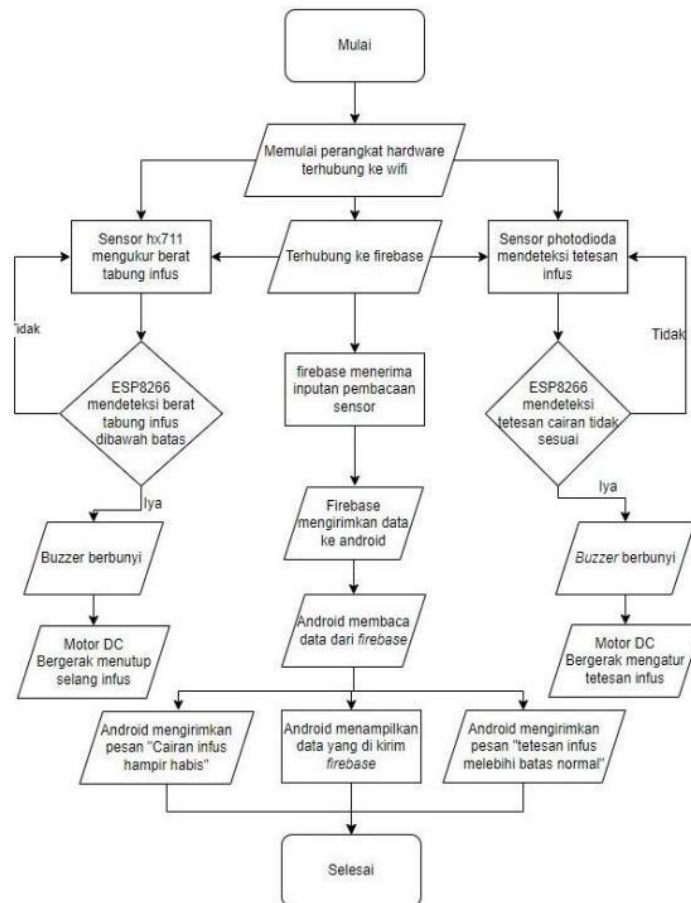 Mulai
Memulai perangkat hardware
terhubung ke wifi
Sensor hx711
mengukur berat
tabung infus
Terhubung ke firebase
Sensor photodioda
mendeteksi tetesan
infus
Tidak
Tidak
ESP8266
mendeteksi berat
tabung infus
dibawah batas
firebase menerima
inputan pembacaan
sensor
ESP8266
mendeteksi
tetesan cairan tidak
sesuai
Iya
Iya
Buzzer berbunyi
Firebase
mengirimkan data
ke android
Buzzer berbunyi
Motor DC
Bergerak menutup
selang infus
Android membaca
data dari firebase
Motor DC
Bergerak mengatur
tetesan infus
Android mengirimkan
pesan "Cairan infus
hampir habis"
Android menampilkan
data yang di kirim
firebase
Android mengirimkan
pesan "tetesan infus
melebihi batas normal"
Selesai